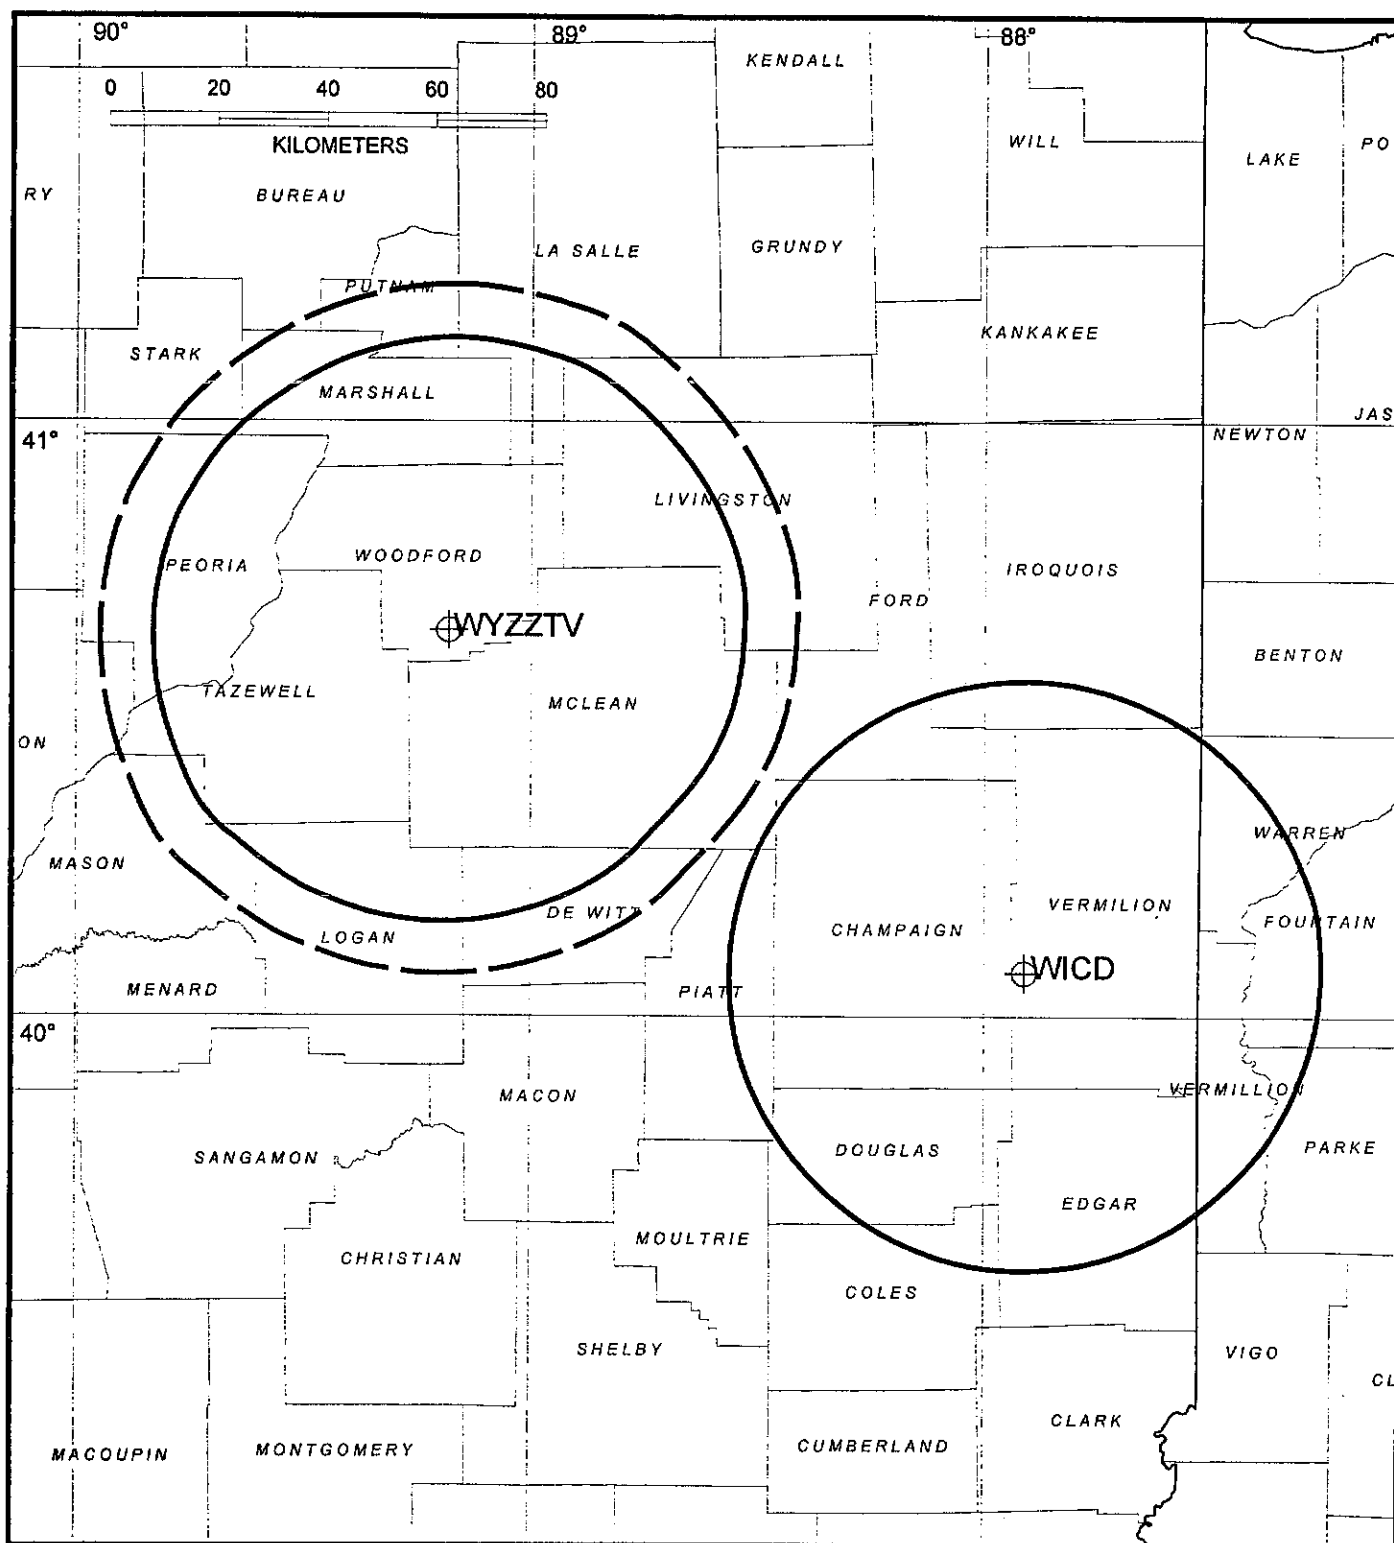 90° 89° 88°
KENDALL
0 20 40 60 80
KILOMETERS
WILL
LAKE
PO
RY
BUREAU
LA SALLE
GRUNDY
PUTNAM
KANKAKEE
STARK
MARSHALL
JAS
41°
NEWTON
LIVINGSTON
PEORIA
WOODFORD
IROQUOIS
FORD
WYZZTV
BENTON
TAZEWELL
MCLEAN
ON
WARREN
MASON
VERMILION
DE WITT
FOUNTAIN
CHAMPAIGN
LOGAN
WICD
MENARD
PIATT
40°
MACON
VERMILLION
SANGAMON
DOUGLAS
PARKE
EDGAR
MOULTRIE
CHRISTIAN
COLES
SHELBY
VIGO
CL
CLARK
MACOUPIN
MONTGOMERY
CUMBERLAND